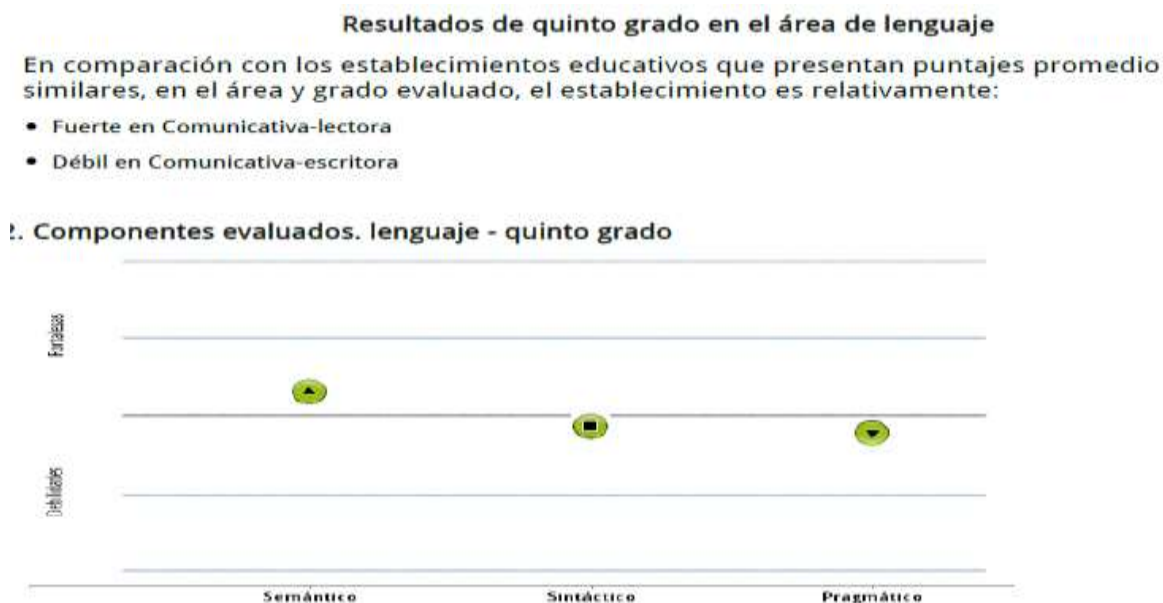 Resultados de quinto grado en el área de lenguaje
En comparación con los establecimientos educativos que presentan puntajes promedio
similares, en el área y grado evaluado, el establecimiento es relativamente:
• Fuerte en Comunicativa-lectora
• Débil en Comunicativa-escritora
2. Componentes evaluados. lenguaje - quinto grado
Fortalezas
Debilidades
Semántico Sintáctico Pragmático